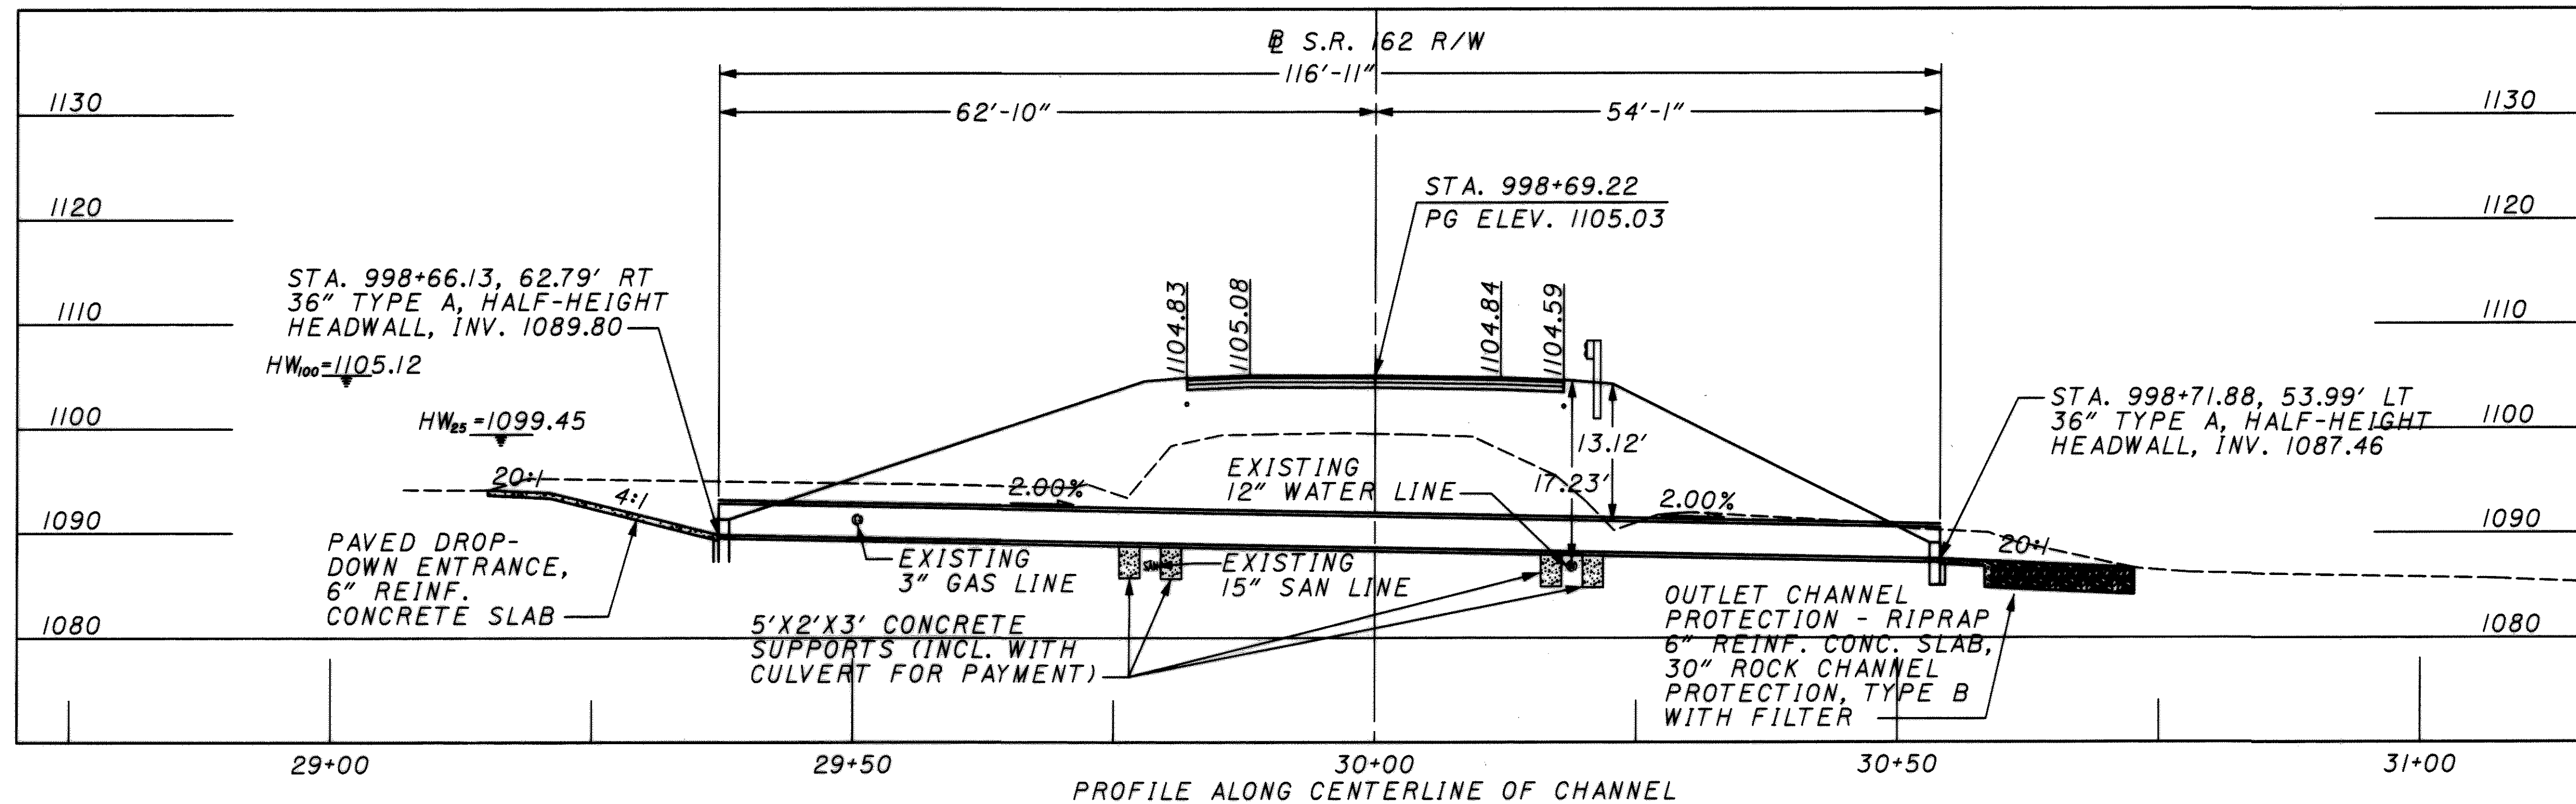 ℄ S.R. 162 R/W
116'-11"
62'-10"
54'-1"
1130
1130
1120
1120
1110
1110
1100
1100
1090
1090
1080
1080
STA. 998+69.22
PG ELEV. 1105.03
STA. 998+66.13, 62.79' RT
36" TYPE A, HALF-HEIGHT
HEADWALL, INV. 1089.80
HW100=1105.12
HW25=1099.45
1104.83
1105.08
1104.84
1104.59
STA. 998+71.88, 53.99' LT
36" TYPE A, HALF-HEIGHT
HEADWALL, INV. 1087.46
13.12'
17.23'
20:1
4:1
2.00%
2.00%
20:1
EXISTING
12" WATER LINE
PAVED DROP-
DOWN ENTRANCE,
6" REINF.
CONCRETE SLAB
EXISTING
3" GAS LINE
SAN
EXISTING
15" SAN LINE
5'X2'X3' CONCRETE
SUPPORTS (INCL. WITH
CULVERT FOR PAYMENT)
OUTLET CHANNEL
PROTECTION - RIPRAP
6" REINF. CONC. SLAB,
30" ROCK CHANNEL
PROTECTION, TYPE B
WITH FILTER
29+00
29+50
30+00
30+50
31+00
PROFILE ALONG CENTERLINE OF CHANNEL